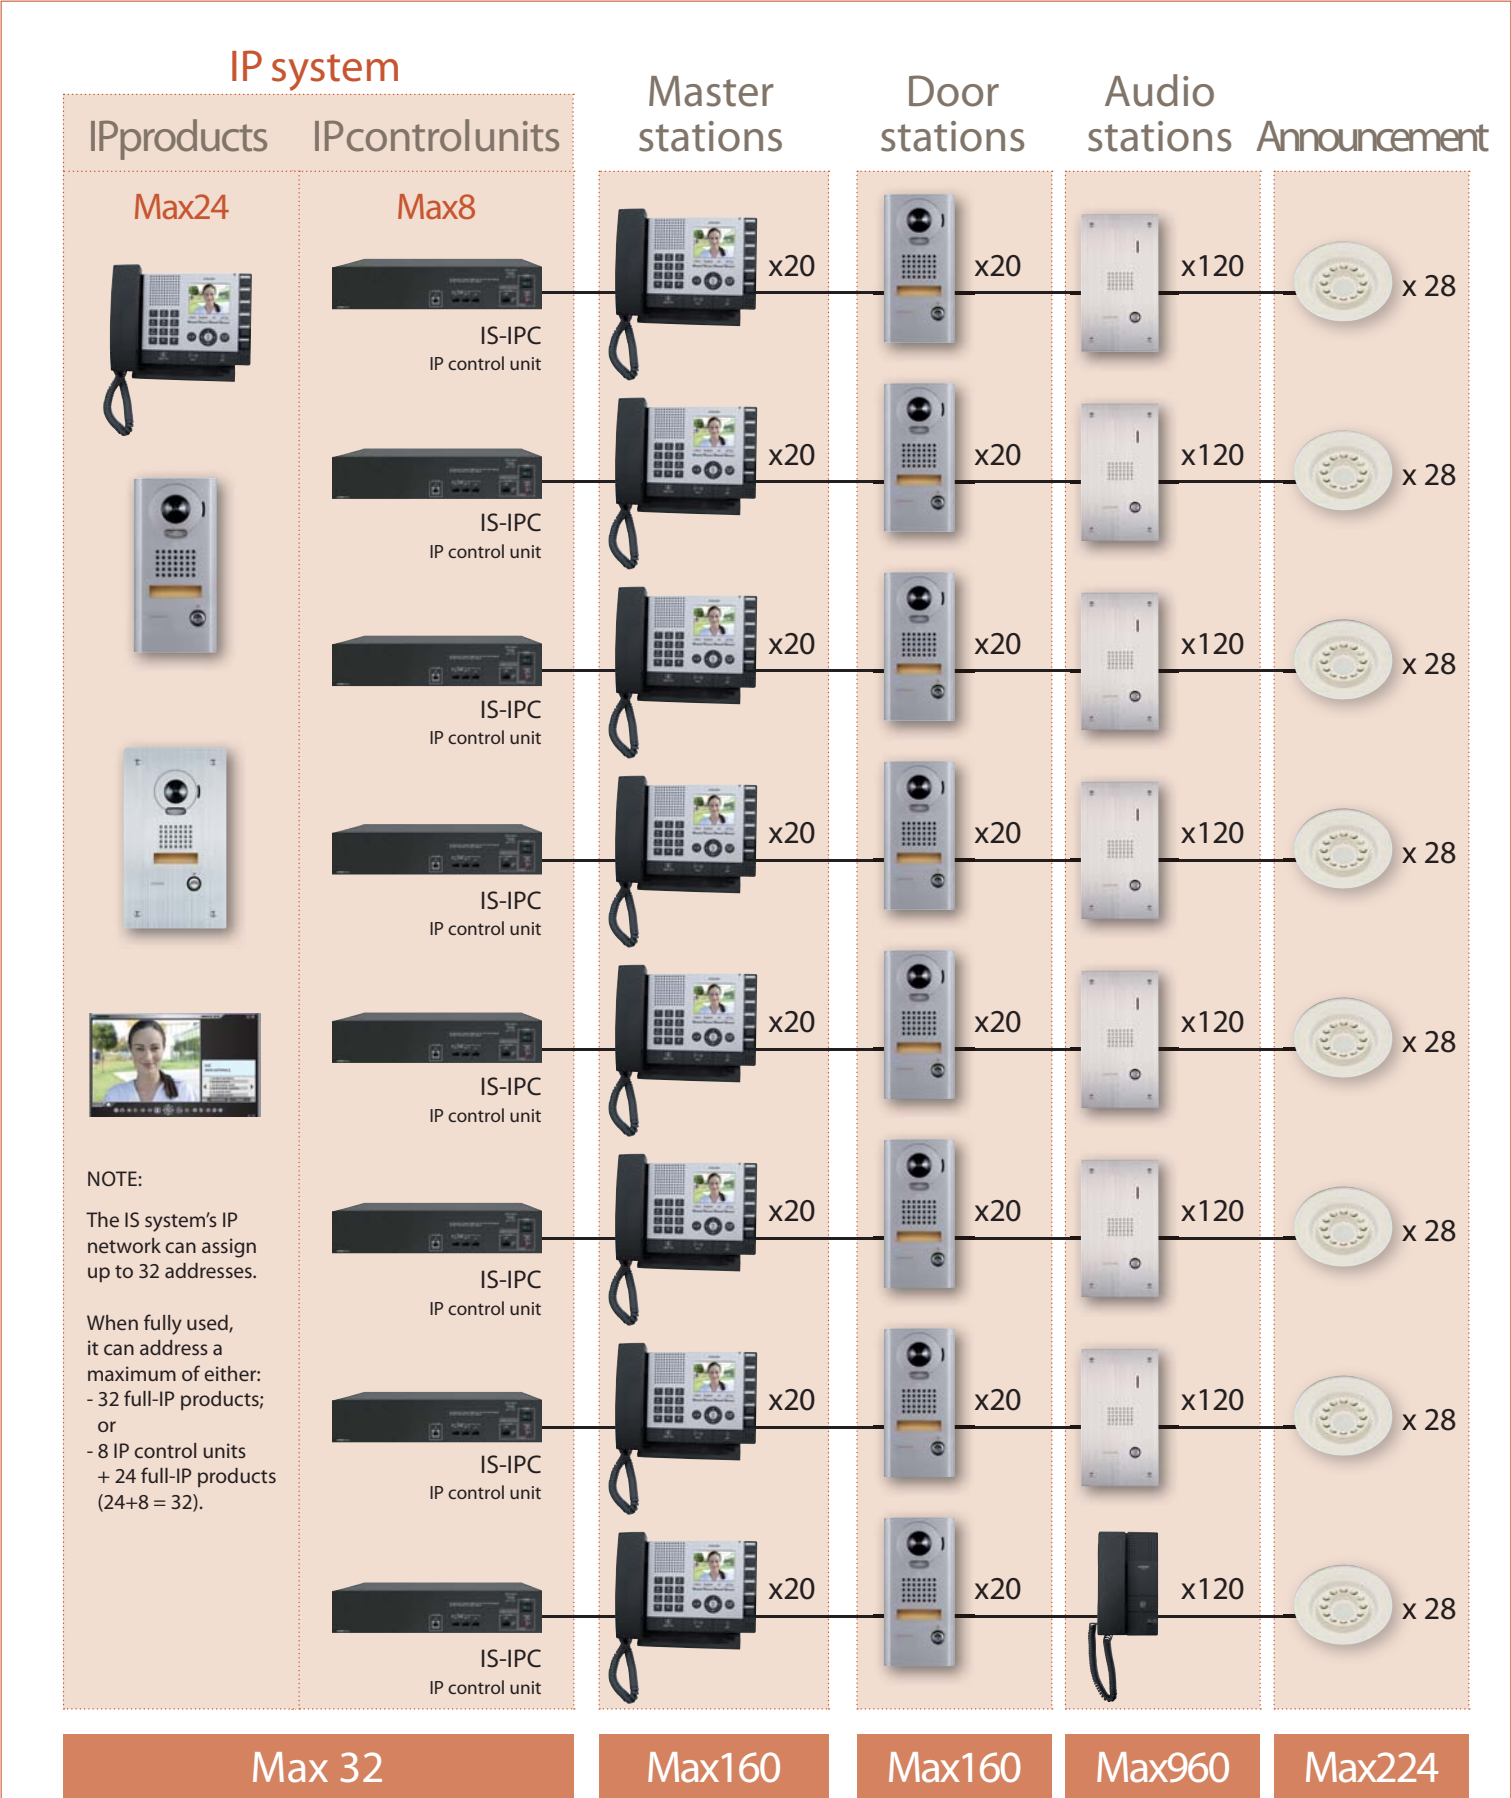 IP system
IPproducts
IPcontrolunits
Master
stations
Door
stations
Audio
stations
Announcement
Max24
Max8
IS-IPC
IP control unit
x20
x20
x120
x 28
IS-IPC
IP control unit
x20
x20
x120
x 28
IS-IPC
IP control unit
x20
x20
x120
x 28
IS-IPC
IP control unit
x20
x20
x120
x 28
IS-IPC
IP control unit
x20
x20
x120
x 28
IS-IPC
IP control unit
x20
x20
x120
x 28
IS-IPC
IP control unit
x20
x20
x120
x 28
IS-IPC
IP control unit
x20
x20
x120
x 28
NOTE:
The IS system’s IP
network can assign
up to 32 addresses.
When fully used,
it can address a
maximum of either:
- 32 full-IP products;
or
- 8 IP control units
+ 24 full-IP products
(24+8 = 32).
Max 32
Max160
Max160
Max960
Max224